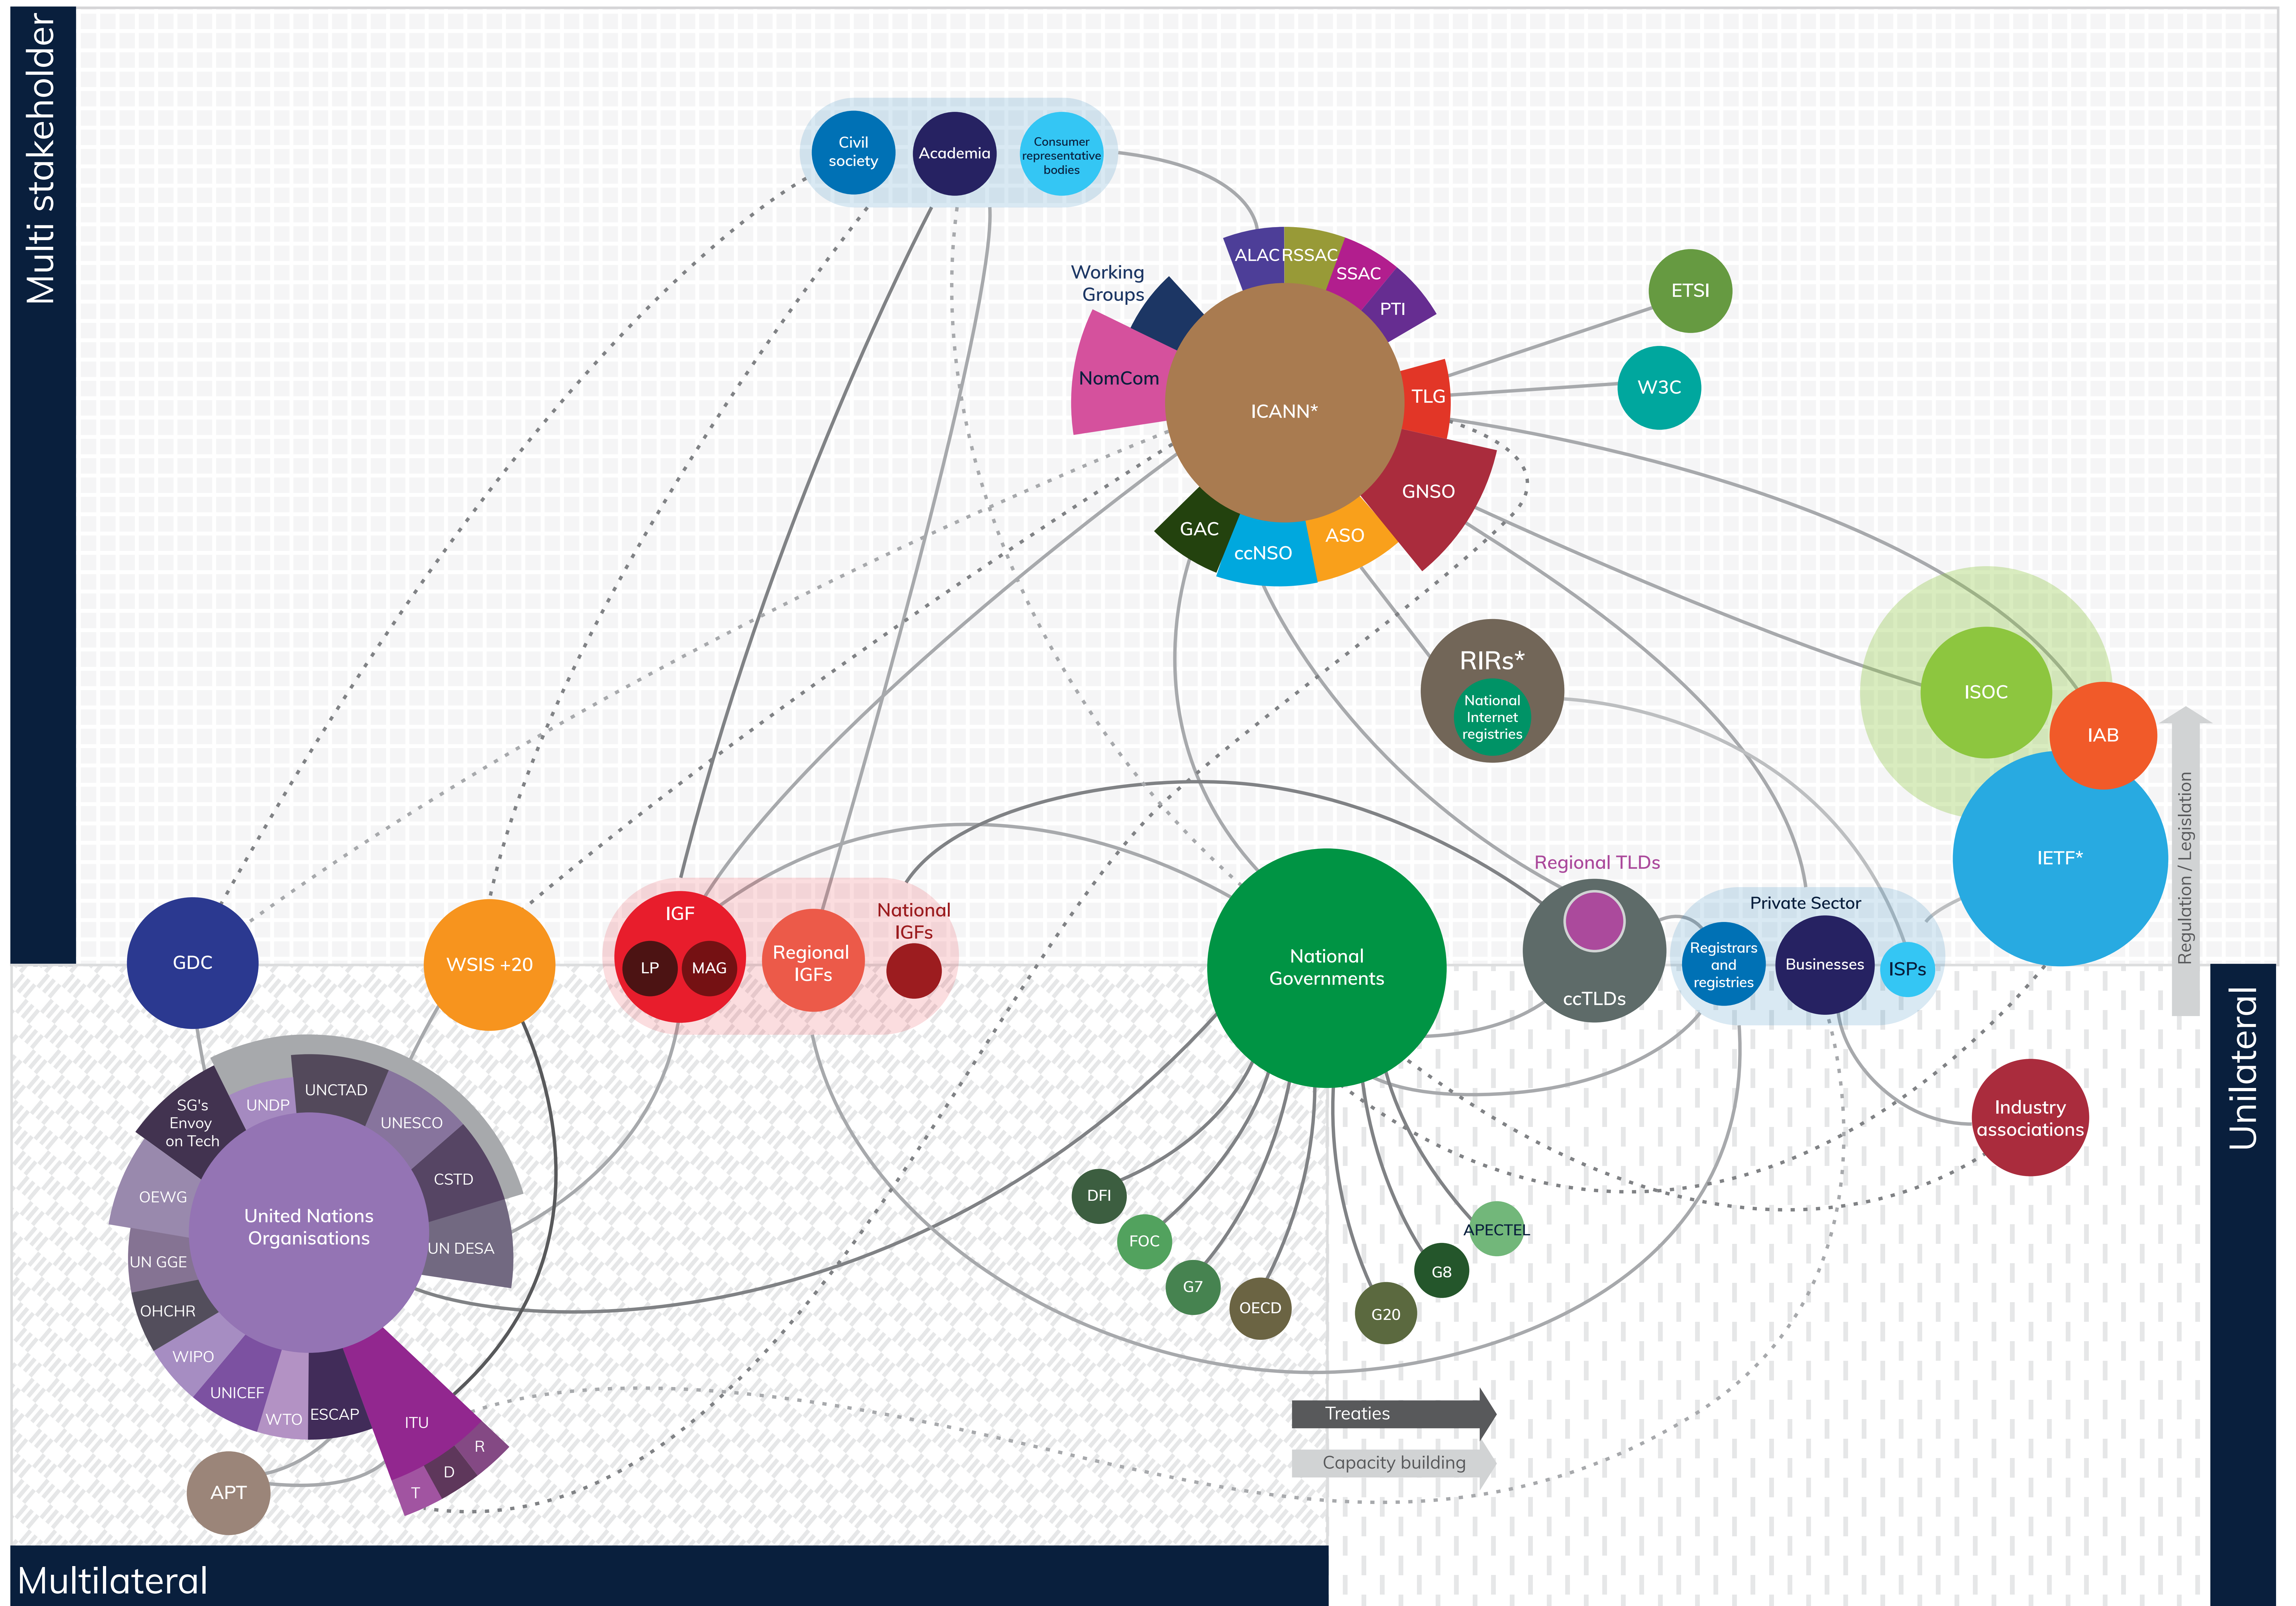 Multi stakeholder
Civil
society
Academia
Consumer
representative
bodies
Working
Groups
NomCom
ALAC
RSSAC
SSAC
PTI
ICANN*
TLG
GNSO
ASO
ccNSO
GAC
ETSI
W3C
RIRs*
National
Internet
registries
ISOC
IAB
IETF*
Regulation / Legislation
GDC
WSIS +20
IGF
LP
MAG
Regional
IGFs
National
IGFs
National
Governments
Regional TLDs
ccTLDs
Private Sector
Registrars
and
registries
Businesses
ISPs
Unilateral
Industry
associations
SG's
Envoy
on Tech
UNDP
UNCTAD
UNESCO
CSTD
UN DESA
OEWG
UN GGE
OHCHR
WIPO
UNICEF
WTO
ESCAP
ITU
R
D
T
United Nations
Organisations
APT
DFI
FOC
G7
OECD
G20
G8
APECTEL
Treaties
Capacity building
Multilateral